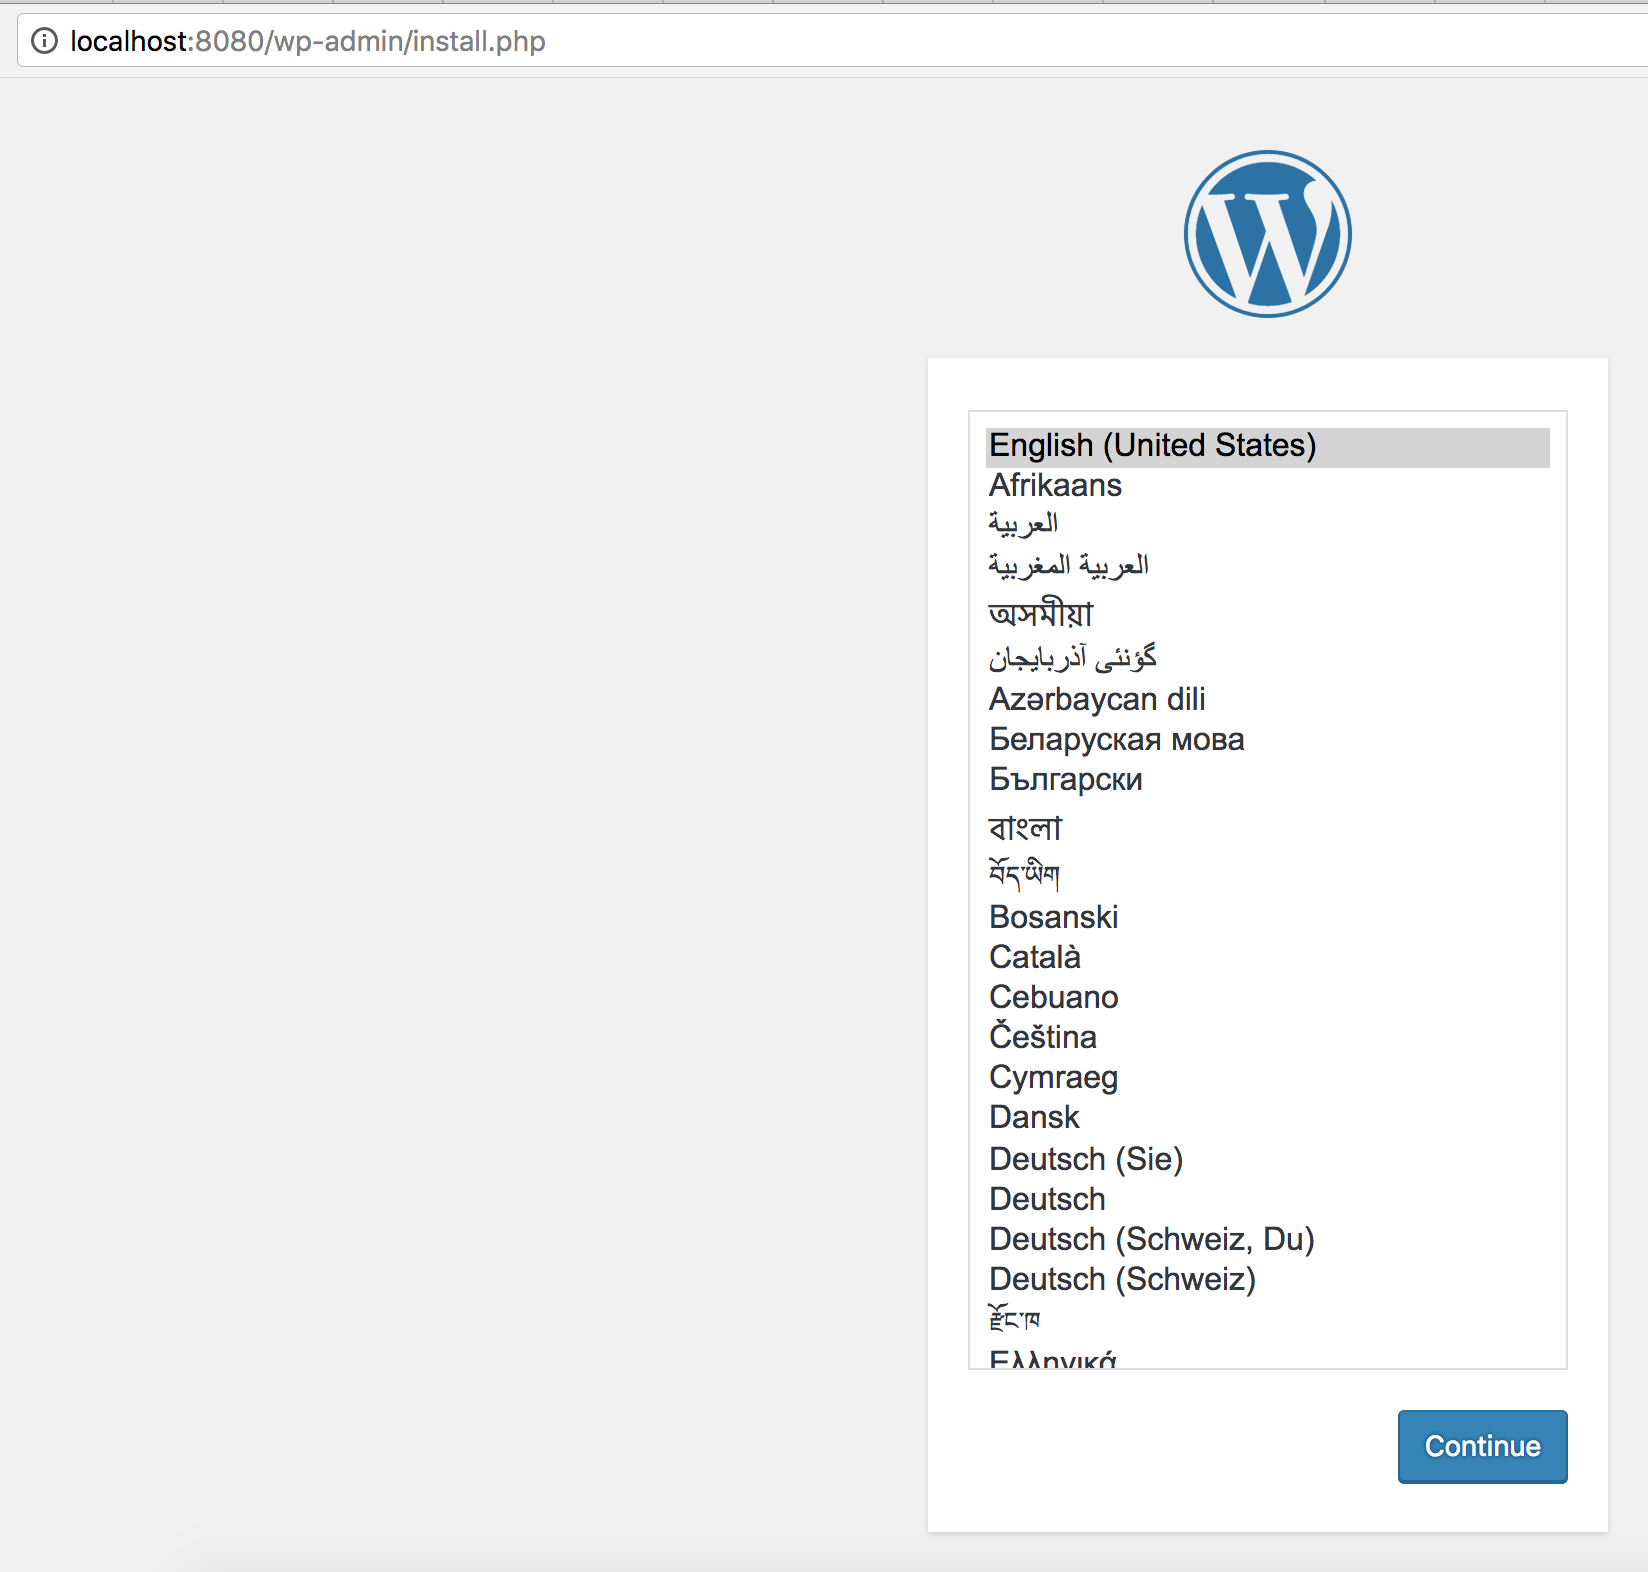 localhost:8080/wp-admin/install.php
English (United States)
Afrikaans
العربية
العربية المغربية
অসমীয়া
گؤنئی آذربایجان
Azərbaycan dili
Беларуская мова
Български
বাংলা
བོད་ཡིག
Bosanski
Català
Cebuano
Čeština
Cymraeg
Dansk
Deutsch (Sie)
Deutsch
Deutsch (Schweiz, Du)
Deutsch (Schweiz)
རྫོང་ཁ
Ελληνικά
Continue